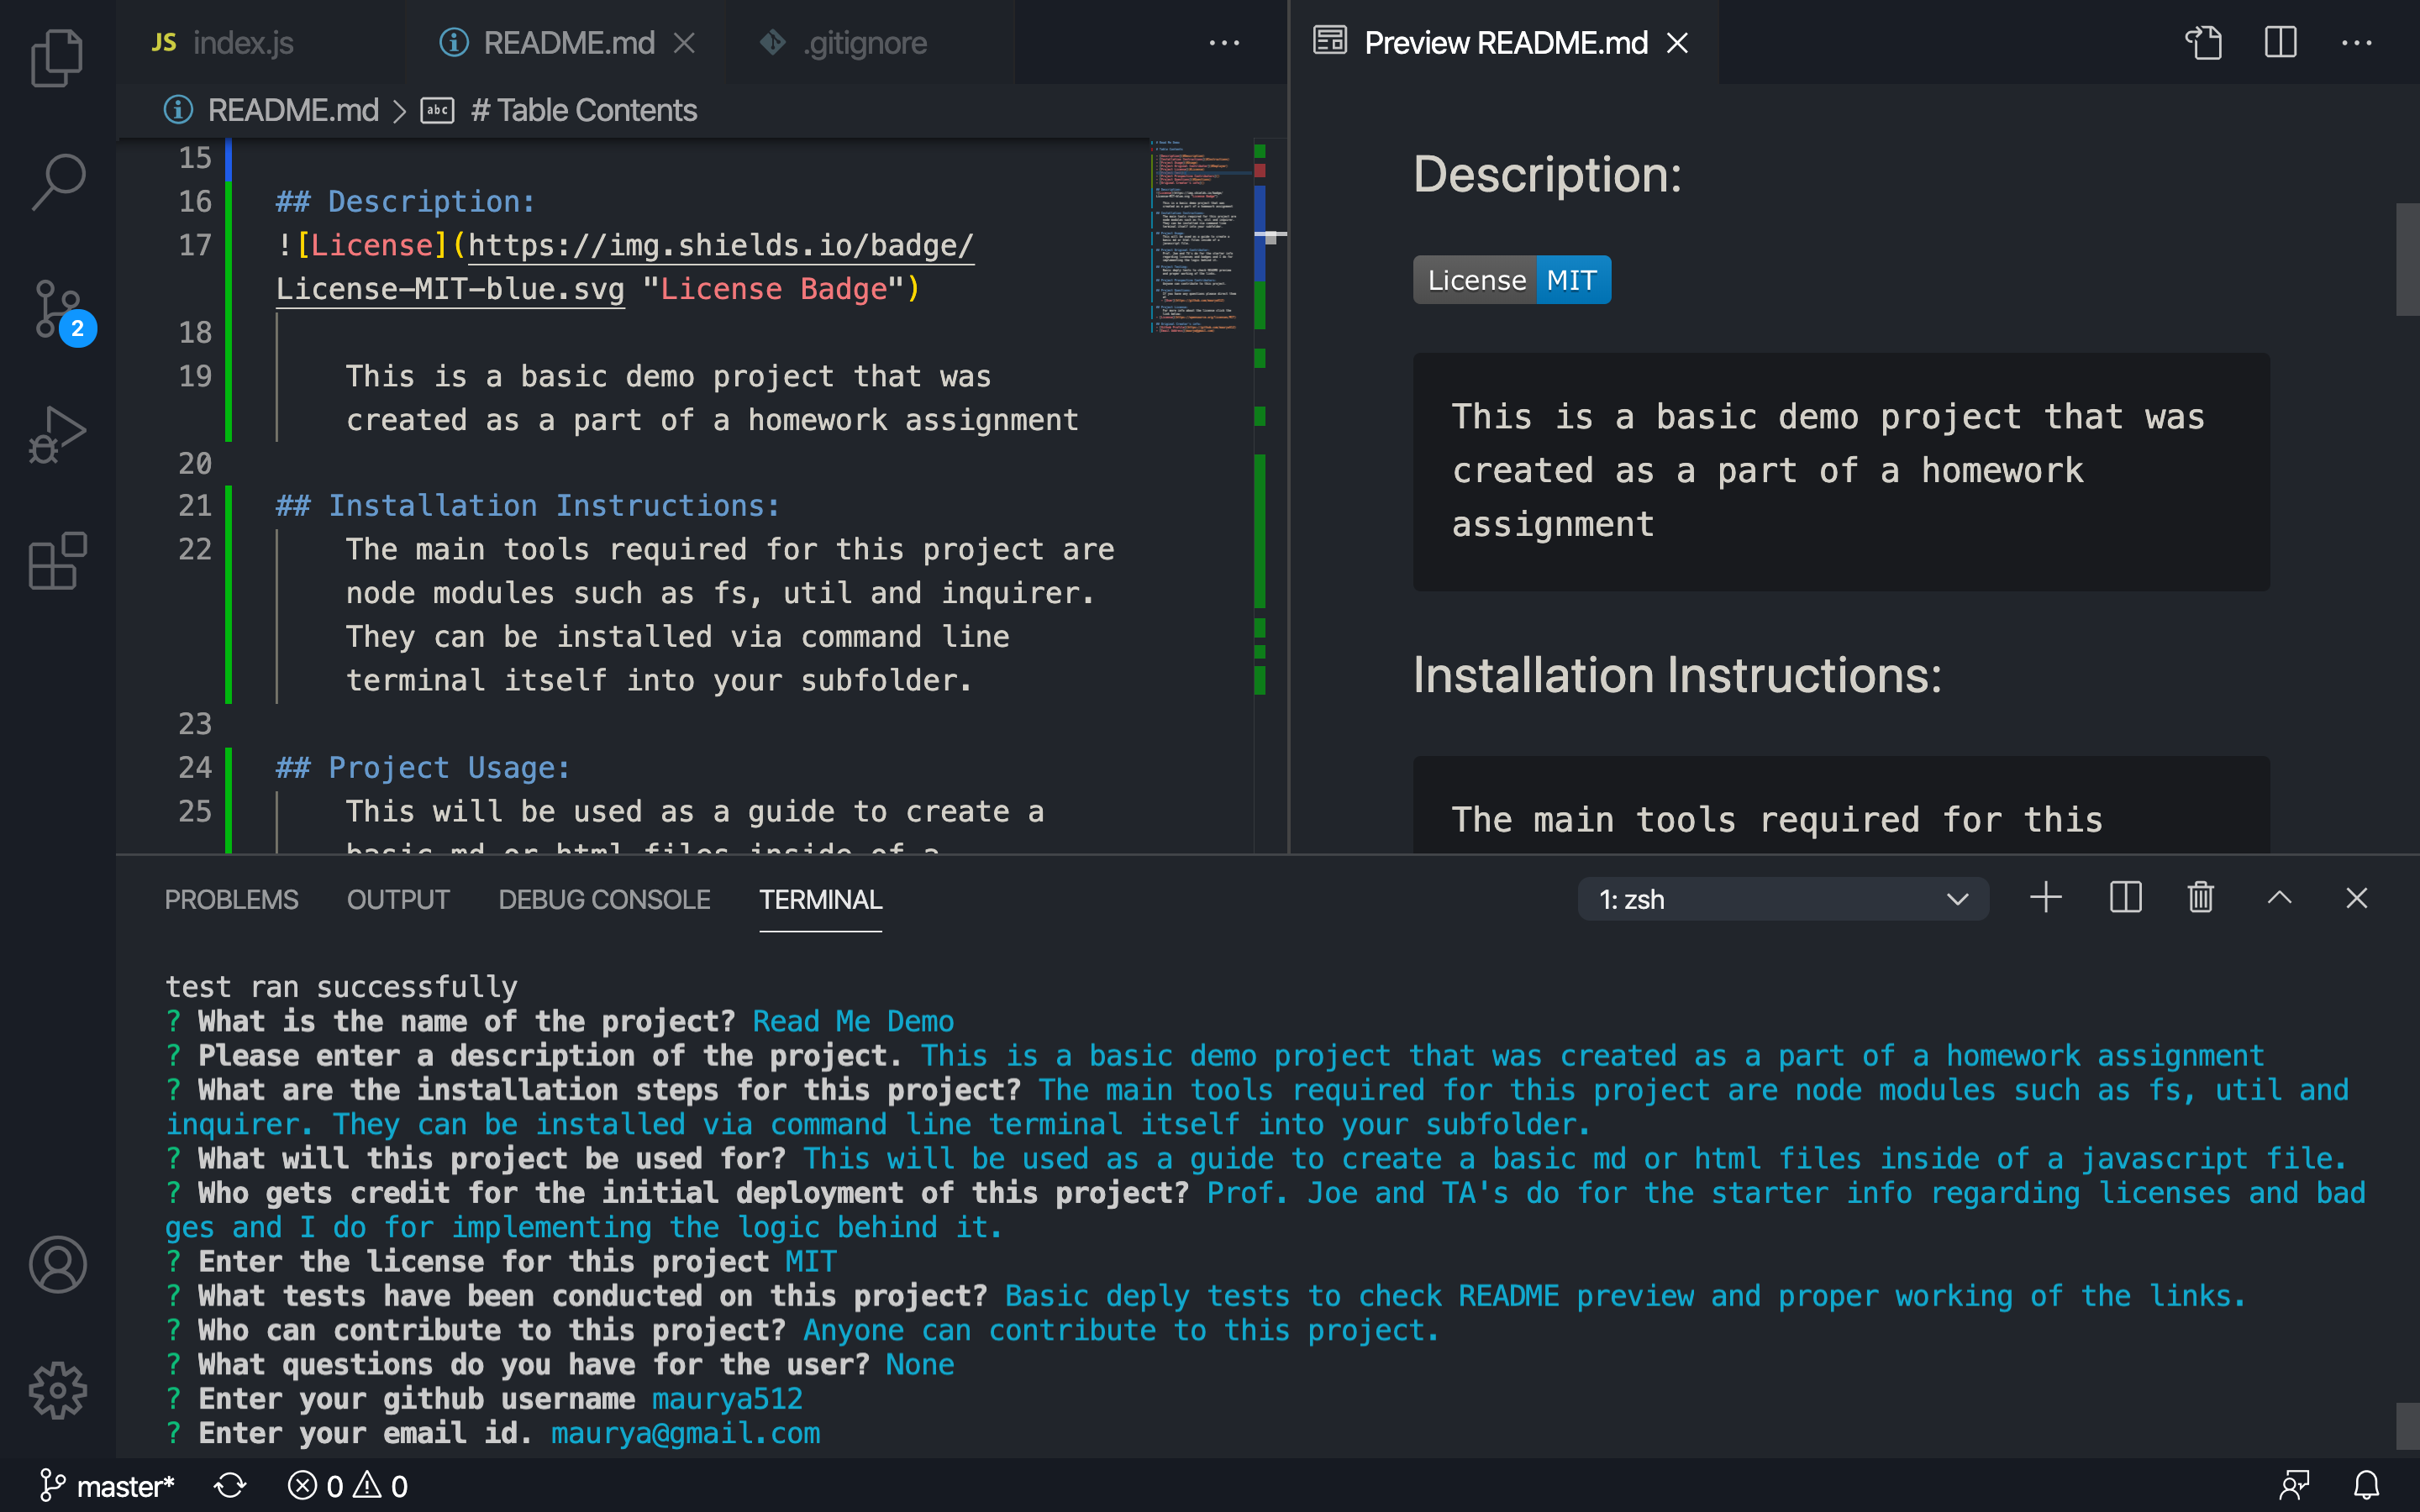 JS index.js
README.md
.gitignore
Preview README.md
README.md > abc # Table Contents
15
16 ## Description:
17 ![License](https://img.shields.io/badge/
License-MIT-blue.svg "License Badge")
18
19 This is a basic demo project that was
created as a part of a homework assignment
20
21 ## Installation Instructions:
22 The main tools required for this project are
node modules such as fs, util and inquirer.
They can be installed via command line
terminal itself into your subfolder.
23
24 ## Project Usage:
25 This will be used as a guide to create a
basic md or html files inside of a
Description:
License MIT
This is a basic demo project that was
created as a part of a homework
assignment
Installation Instructions:
The main tools required for this
2
PROBLEMS OUTPUT DEBUG CONSOLE TERMINAL
1: zsh
test ran successfully
? What is the name of the project? Read Me Demo
? Please enter a description of the project. This is a basic demo project that was created as a part of a homework assignment
? What are the installation steps for this project? The main tools required for this project are node modules such as fs, util and
inquirer. They can be installed via command line terminal itself into your subfolder.
? What will this project be used for? This will be used as a guide to create a basic md or html files inside of a javascript file.
? Who gets credit for the initial deployment of this project? Prof. Joe and TA's do for the starter info regarding licenses and bad
ges and I do for implementing the logic behind it.
? Enter the license for this project MIT
? What tests have been conducted on this project? Basic deply tests to check README preview and proper working of the links.
? Who can contribute to this project? Anyone can contribute to this project.
? What questions do you have for the user? None
? Enter your github username maurya512
? Enter your email id. maurya@gmail.com
master* 0 0